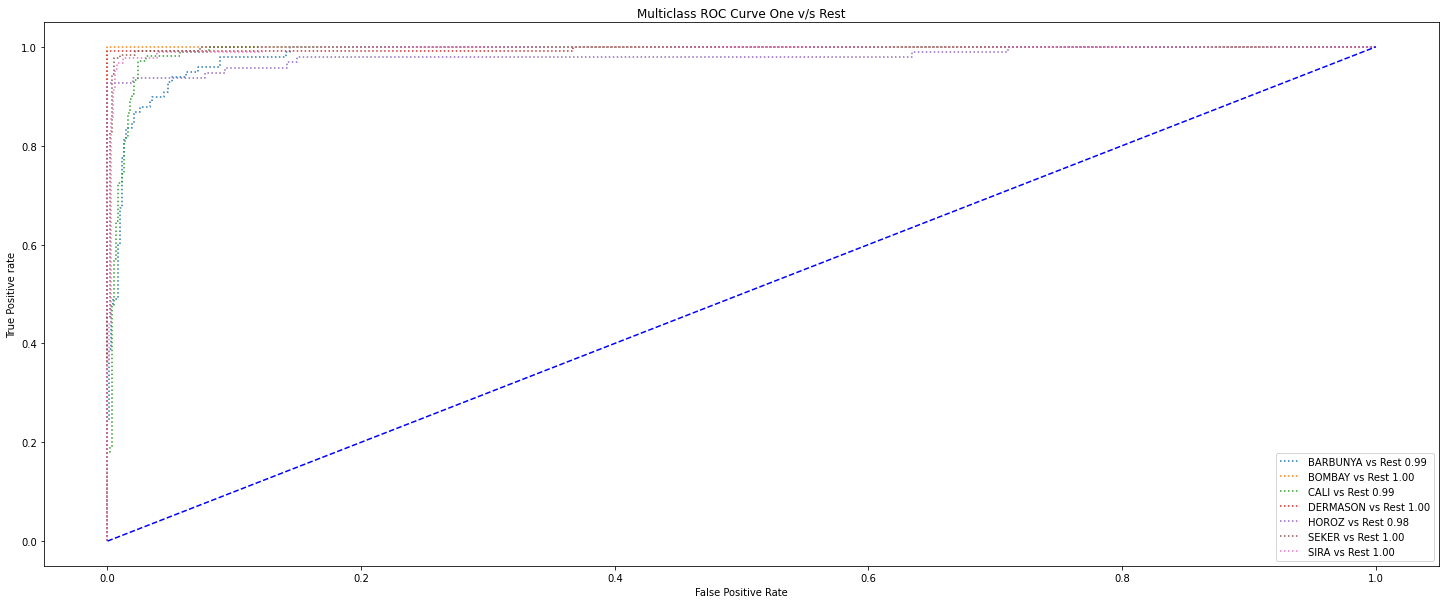 Multiclass ROC Curve One v/s Rest
True Positive rate
1.0
0.8
0.6
0.4
0.2
0.0
0.0 0.2 0.4 0.6 0.8 1.0
False Positive Rate
BARBUNYA vs Rest 0.99
BOMBAY vs Rest 1.00
CALI vs Rest 0.99
DERMASON vs Rest 1.00
HOROZ vs Rest 0.98
SEKER vs Rest 1.00
SIRA vs Rest 1.00